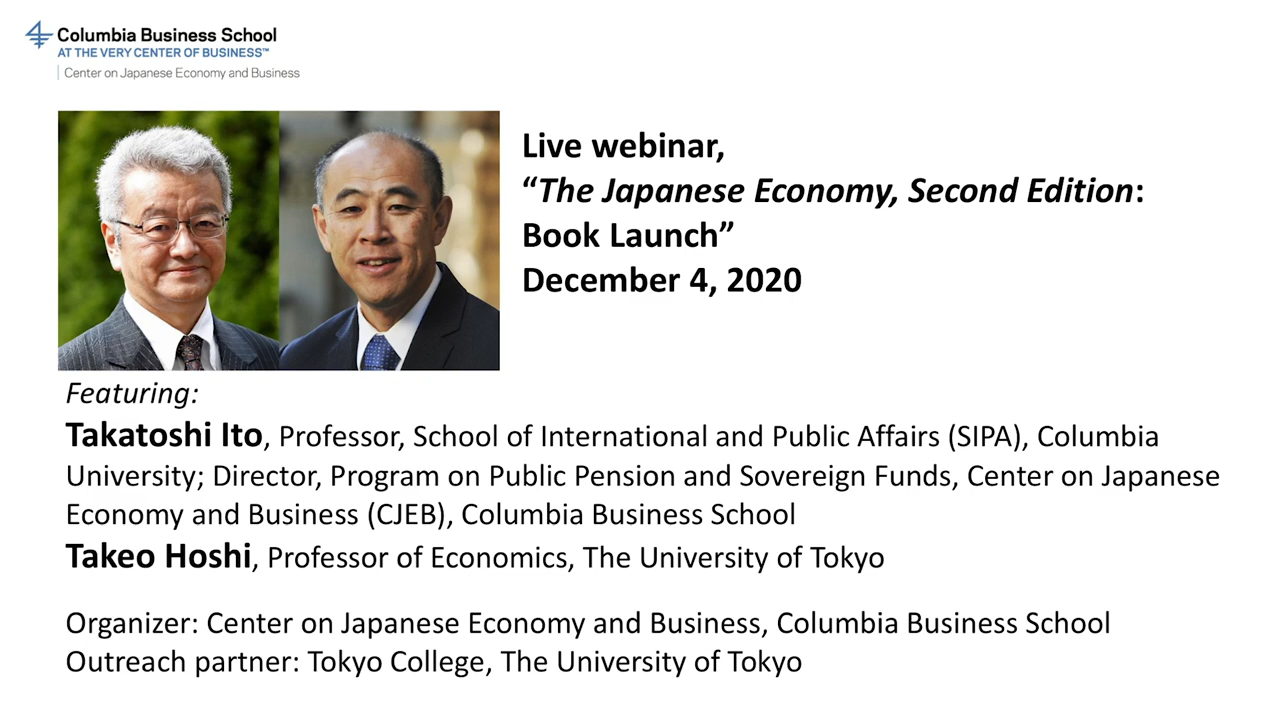 Columbia Business School
AT THE VERY CENTER OF BUSINESS™
Center on Japanese Economy and Business
Live webinar,
“The Japanese Economy, Second Edition:
Book Launch”
December 4, 2020
Featuring:
Takatoshi Ito, Professor, School of International and Public Affairs (SIPA), Columbia
University; Director, Program on Public Pension and Sovereign Funds, Center on Japanese
Economy and Business (CJEB), Columbia Business School
Takeo Hoshi, Professor of Economics, The University of Tokyo
Organizer: Center on Japanese Economy and Business, Columbia Business School
Outreach partner: Tokyo College, The University of Tokyo